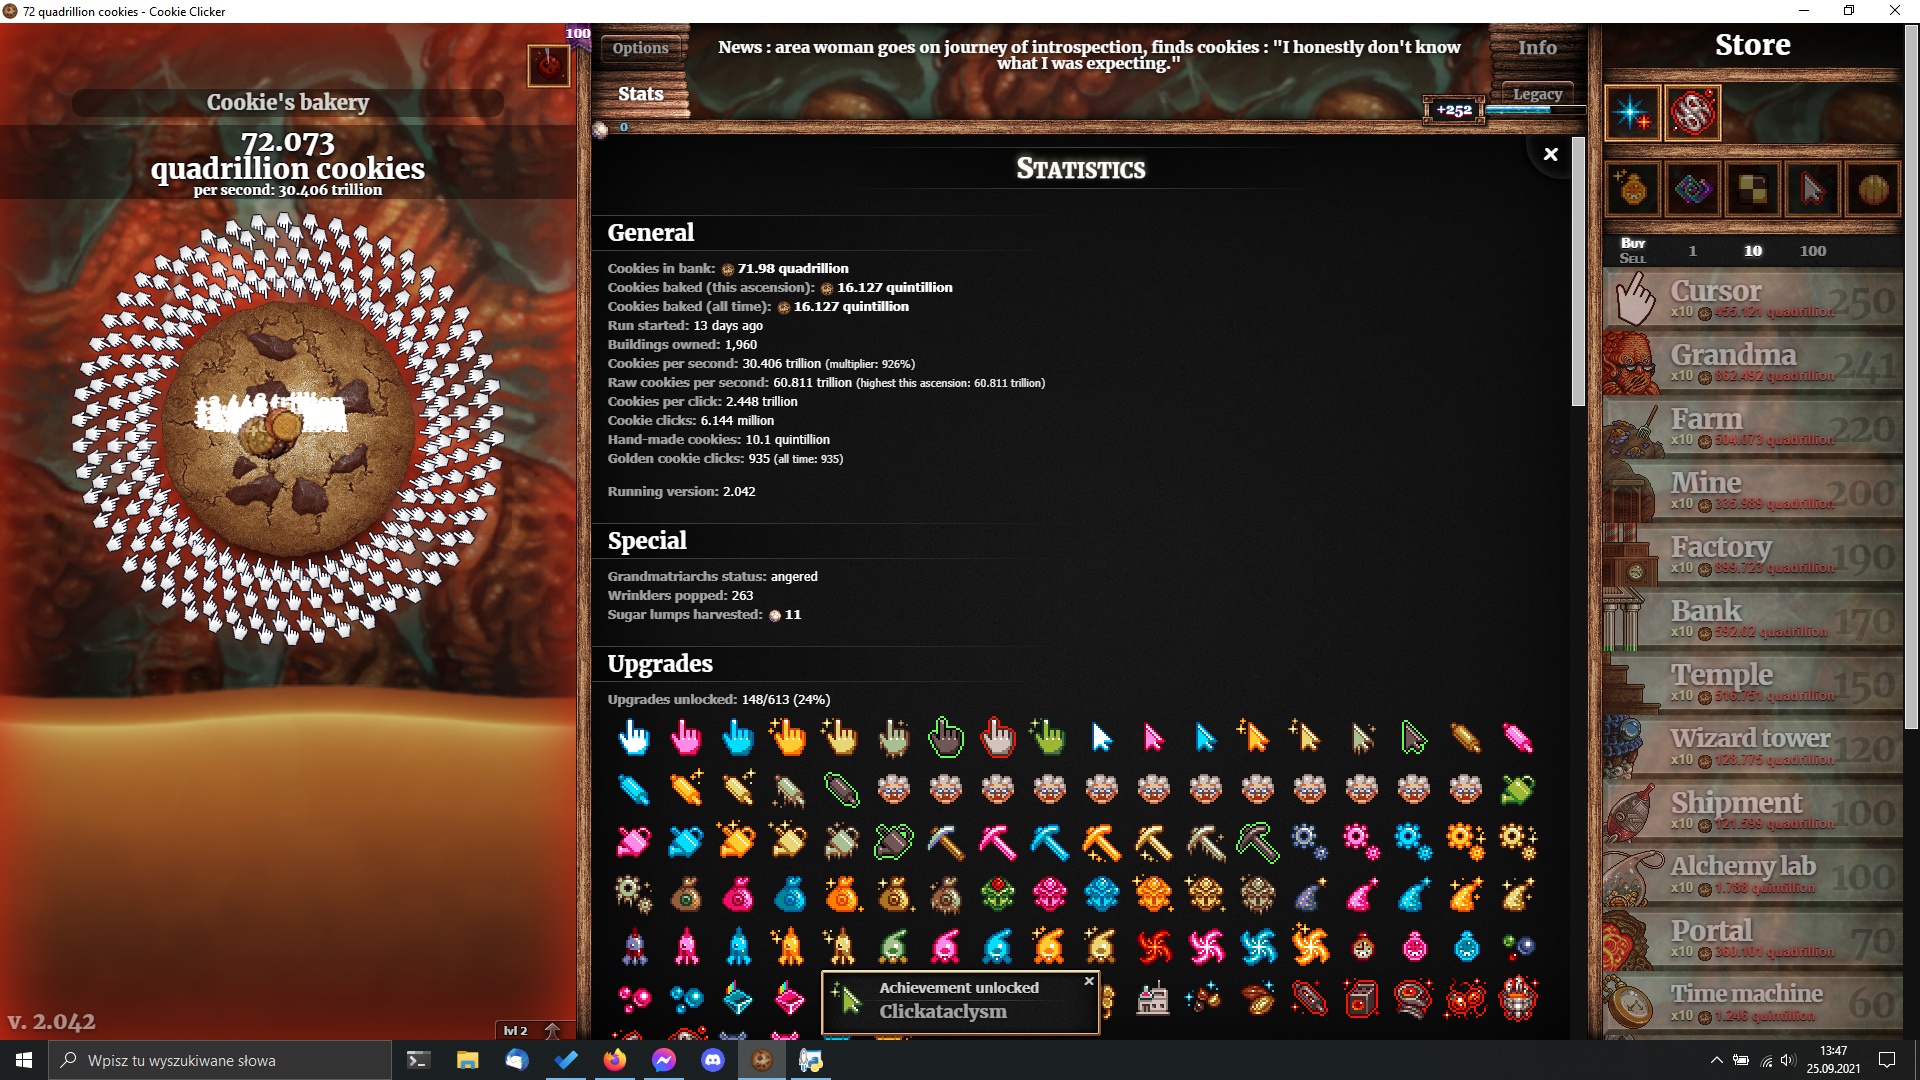 72 quadrillion cookies - Cookie Clicker
100
Options
News : area woman goes on journey of introspection, finds cookies : "I honestly don't know
what I was expecting."
Info
Stats
Legacy
+252
0
Cookie's bakery
72.073
quadrillion cookies
per second: 30.406 trillion
v. 2.042
lvl 2
Statistics
General
Cookies in bank: 71.98 quadrillion
Cookies baked (this ascension): 16.127 quintillion
Cookies baked (all time): 16.127 quintillion
Run started: 13 days ago
Buildings owned: 1,960
Cookies per second: 30.406 trillion (multiplier: 926%)
Raw cookies per second: 60.811 trillion (highest this ascension: 60.811 trillion)
Cookies per click: 2.448 trillion
Cookie clicks: 6.144 million
Hand-made cookies: 10.1 quintillion
Golden cookie clicks: 935 (all time: 935)
Running version: 2.042
Special
Grandmatriarchs status: angered
Wrinklers popped: 263
Sugar lumps harvested: 11
Upgrades
Upgrades unlocked: 148/613 (24%)
Achievement unlocked
Clickataclysm
Store
Buy
Sell
1
10
100
Cursor
250
x10 455.121 quadrillion
Grandma
241
x10 862.492 quadrillion
Farm
220
x10 504.073 quadrillion
Mine
200
x10 335.989 quadrillion
Factory
190
x10 899.723 quadrillion
Bank
170
x10 592.02 quadrillion
Temple
150
x10 516.751 quadrillion
Wizard tower
120
x10 128.775 quadrillion
Shipment
100
x10 121.599 quadrillion
Alchemy lab
100
x10 1.788 quintillion
Portal
70
x10 360.101 quadrillion
Time machine
60
x10 1.246 quintillion
Wpisz tu wyszukiwane słowa
13:47
25.09.2021